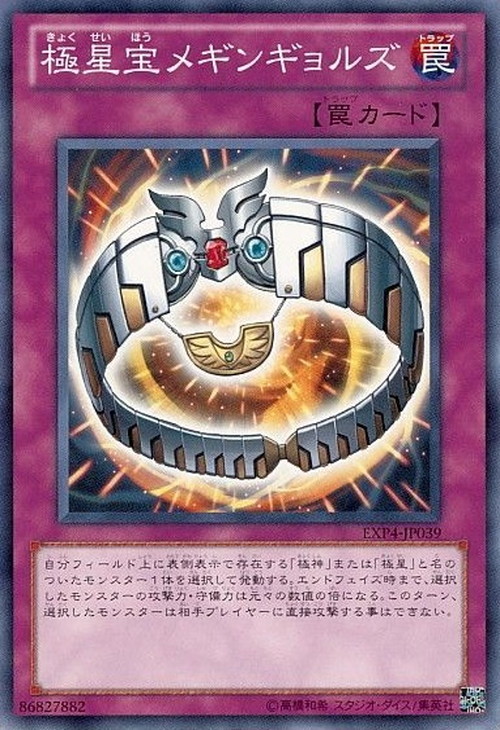 極星宝メギンギョルズ 罠
きょく せい ほう トラップ
【罠カード】
トラップ
EXP4-JP039
自分フィールド上に表側表示で存在する「極神」または「極星」と名の
ついたモンスター1体を選択して発動する。エンドフェイズ時まで、選択
したモンスターの攻撃力・守備力は元々の数値の倍になる。このターン、
選択したモンスターは相手プレイヤーに直接攻撃する事はできない。
86827882 ©高橋和希 スタジオ・ダイス/集英社